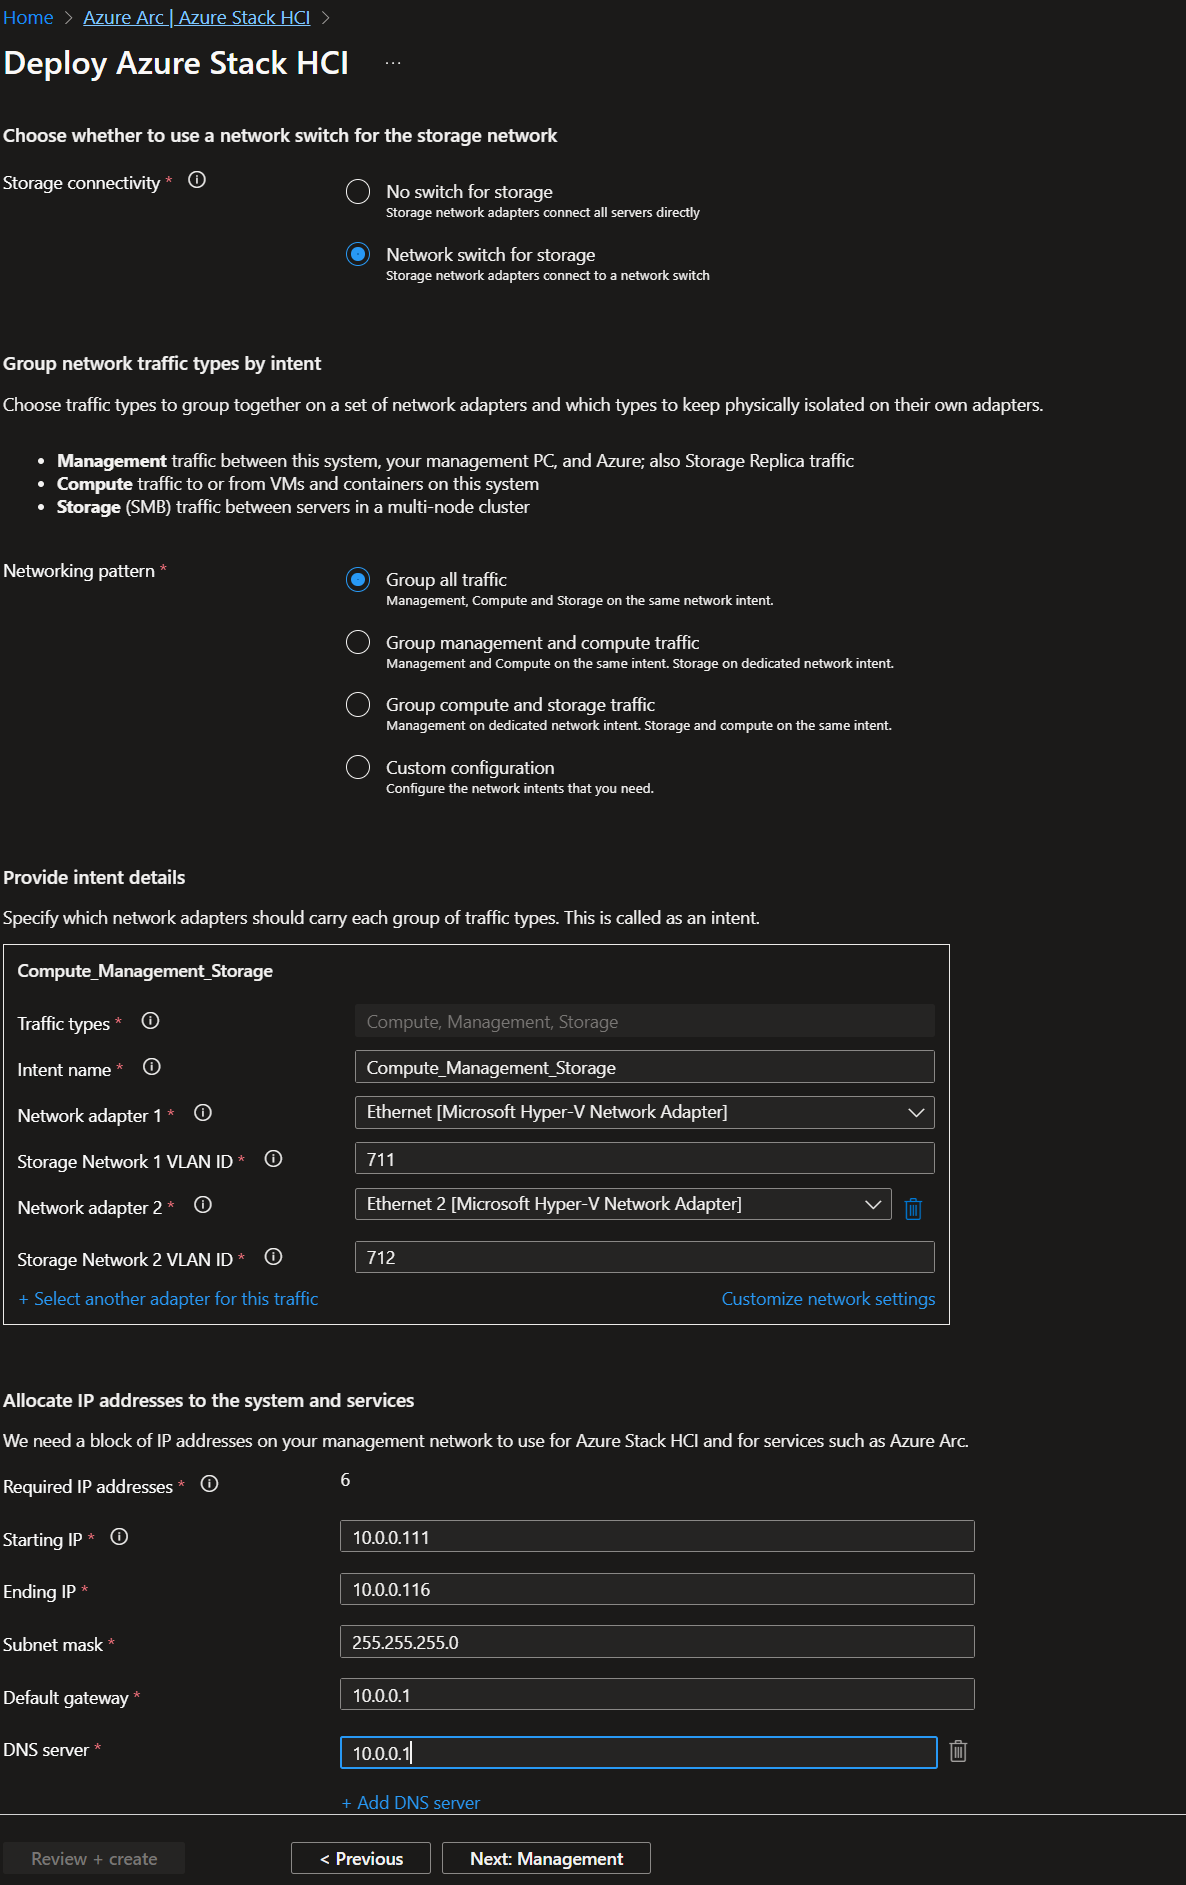 Home > Azure Arc | Azure Stack HCI >
Deploy Azure Stack HCI ...
Choose whether to use a network switch for the storage network
Storage connectivity *
No switch for storage
Storage network adapters connect all servers directly
Network switch for storage
Storage network adapters connect to a network switch
Group network traffic types by intent
Choose traffic types to group together on a set of network adapters and which types to keep physically isolated on their own adapters.
• Management traffic between this system, your management PC, and Azure; also Storage Replica traffic
• Compute traffic to or from VMs and containers on this system
• Storage (SMB) traffic between servers in a multi-node cluster
Networking pattern *
Group all traffic
Management, Compute and Storage on the same network intent.
Group management and compute traffic
Management and Compute on the same intent. Storage on dedicated network intent.
Group compute and storage traffic
Management on dedicated network intent. Storage and compute on the same intent.
Custom configuration
Configure the network intents that you need.
Provide intent details
Specify which network adapters should carry each group of traffic types. This is called as an intent.
Compute_Management_Storage
Traffic types * Compute, Management, Storage
Intent name * Compute_Management_Storage
Network adapter 1 * Ethernet [Microsoft Hyper-V Network Adapter]
Storage Network 1 VLAN ID * 711
Network adapter 2 * Ethernet 2 [Microsoft Hyper-V Network Adapter]
Storage Network 2 VLAN ID * 712
+ Select another adapter for this traffic Customize network settings
Allocate IP addresses to the system and services
We need a block of IP addresses on your management network to use for Azure Stack HCI and for services such as Azure Arc.
Required IP addresses * 6
Starting IP * 10.0.0.111
Ending IP * 10.0.0.116
Subnet mask * 255.255.255.0
Default gateway * 10.0.0.1
DNS server * 10.0.0.1
+ Add DNS server
Review + create < Previous Next: Management